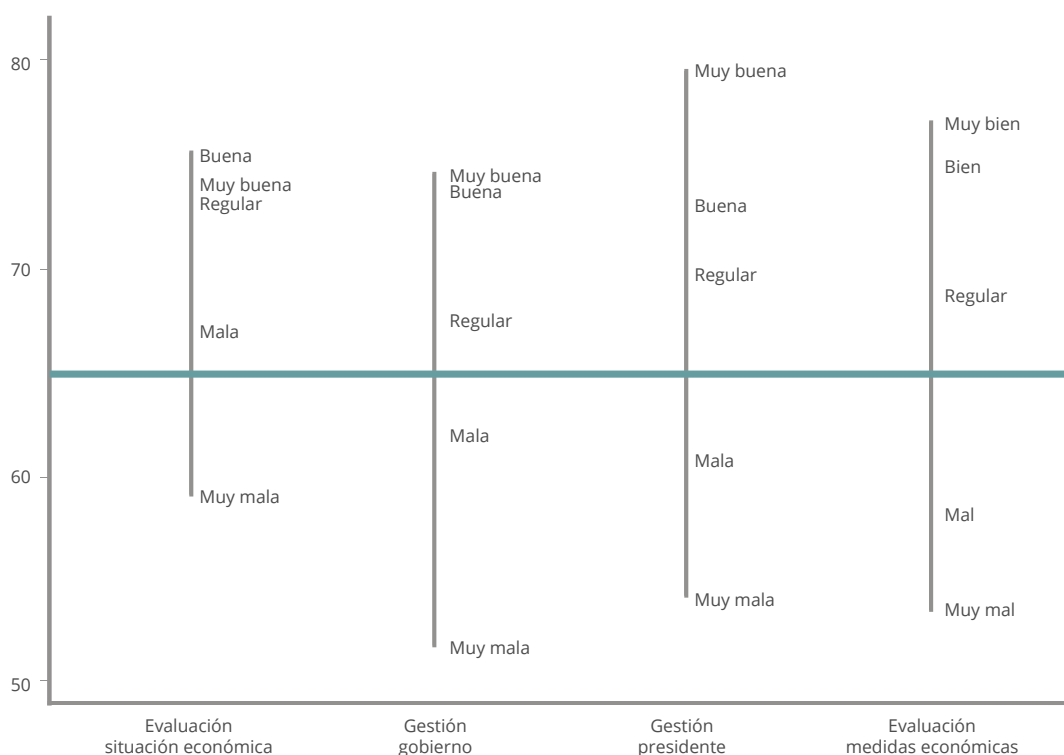 80
70
60
50
Buena
Muy buena
Regular
Mala
Muy mala
Muy buena
Buena
Regular
Mala
Muy mala
Muy buena
Buena
Regular
Mala
Muy mala
Muy bien
Bien
Regular
Mal
Muy mal
Evaluación
situación económica
Gestión
gobierno
Gestión
presidente
Evaluación
medidas económicas